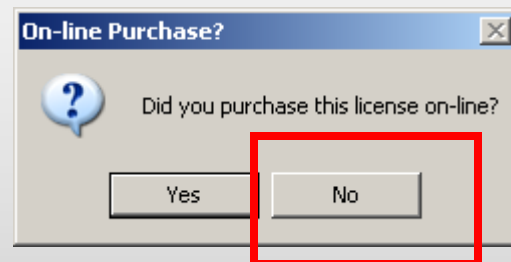 On-line Purchase?
Did you purchase this license on-line?
Yes No